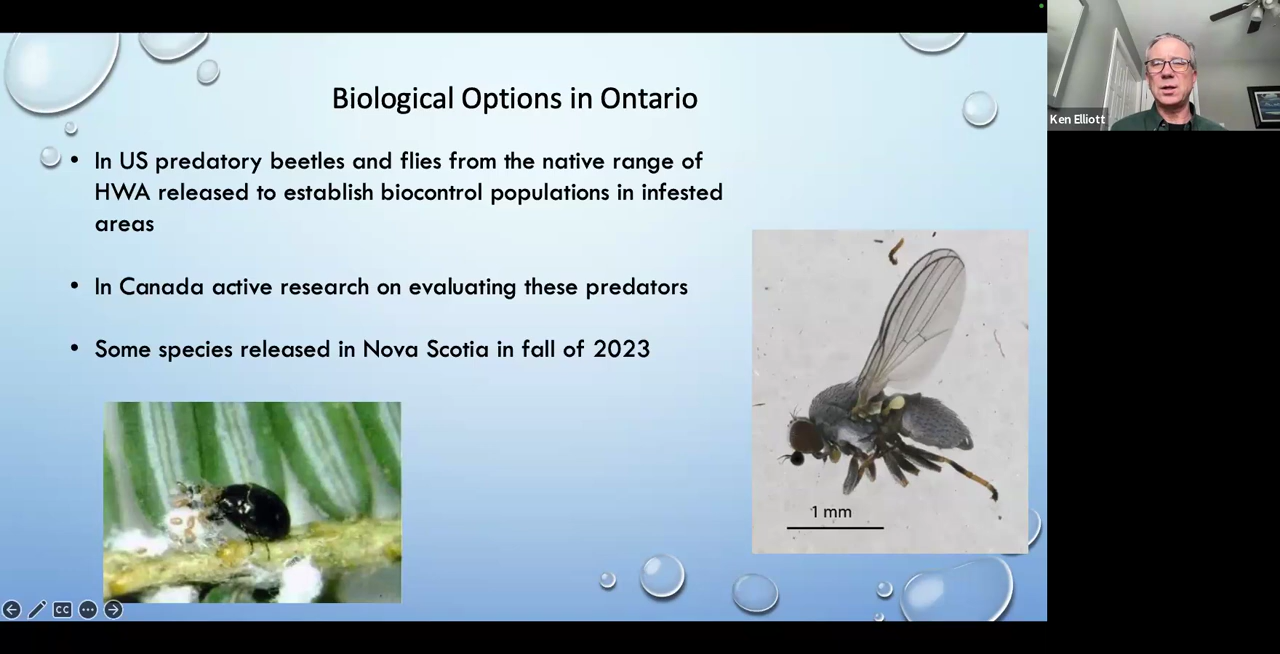 Biological Options in Ontario
• In US predatory beetles and flies from the native range of
HWA released to establish biocontrol populations in infested
areas
• In Canada active research on evaluating these predators
• Some species released in Nova Scotia in fall of 2023
1 mm
CC
Ken Elliott